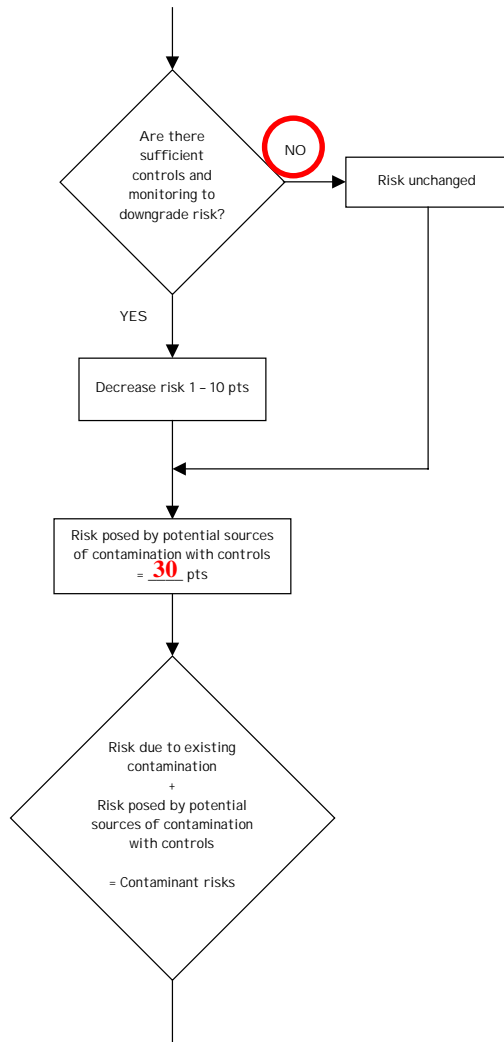 Are there
sufficient
controls and
monitoring to
downgrade risk?
NO
Risk unchanged
YES
Decrease risk 1 – 10 pts
Risk posed by potential sources
of contamination with controls
= 30 pts
Risk due to existing
contamination
+
Risk posed by potential
sources of contamination
with controls
= Contaminant risks